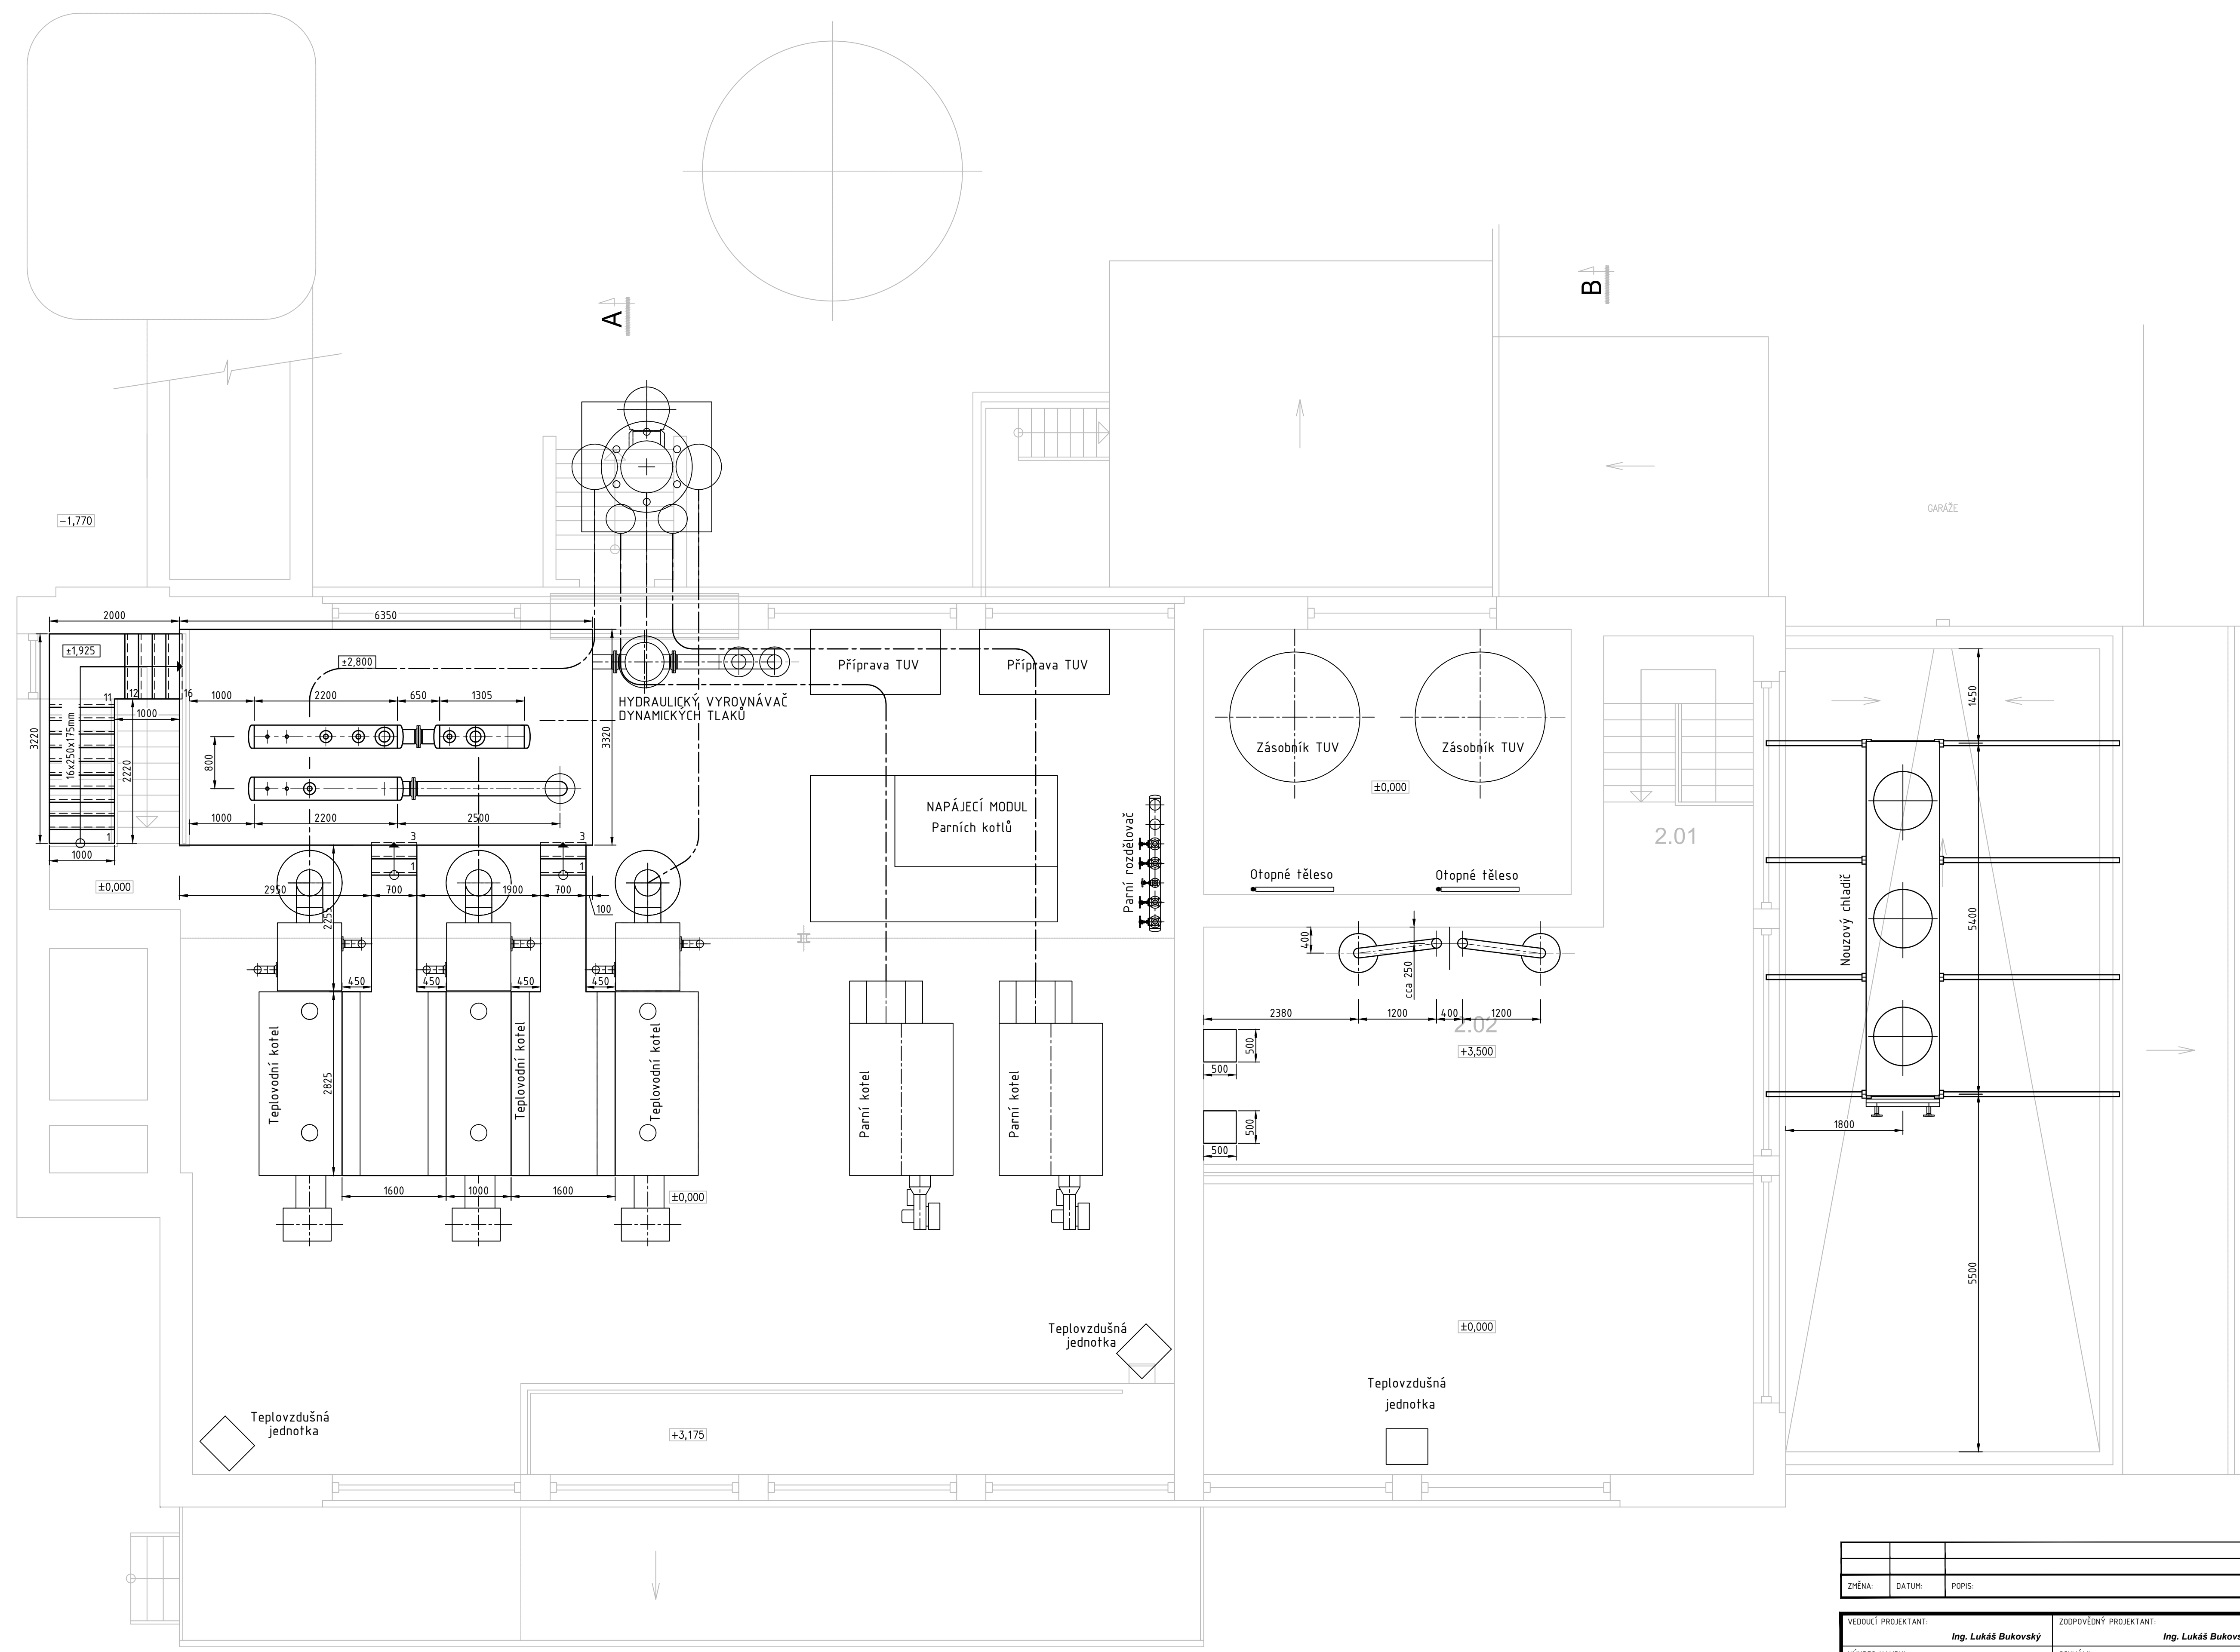 A
B
GARÁŽE
-1,770
2000
6350
±1,925
±2,800
Příprava TUV
Příprava TUV
11
12
16
1000
2200
650
1305
1000
HYDRAULICKÝ VYROVNÁVAČ
DYNAMICKÝCH TLAKŮ
3220
16x250x175mm
2220
800
3320
1450
Zásobník TUV
Zásobník TUV
±0,000
NAPÁJECÍ MODUL
Parních kotlů
1000
2200
2500
1
3
3
2.01
1000
1
1
Parní rozdělovač
Otopné těleso
Otopné těleso
±0,000
2950
700
1900
700
100
2255
400
cca 250
Nouzový chladič
5400
450
450
450
450
2380
1200
400
1200
2.02
+3,500
500
500
Teplovodní kotel
2825
Teplovodní kotel
Teplovodní kotel
Parní kotel
Parní kotel
500
500
1800
1600
1000
1600
±0,000
5500
±0,000
Teplovzdušná
jednotka
Teplovzdušná
jednotka
Teplovzdušná
jednotka
+3,175
ZMĚNA:
DATUM:
POPIS:
VEDOUCÍ PROJEKTANT:
ZODPOVĚDNÝ PROJEKTANT:
Ing. Lukáš Bukovský
Ing. Lukáš Bukovs